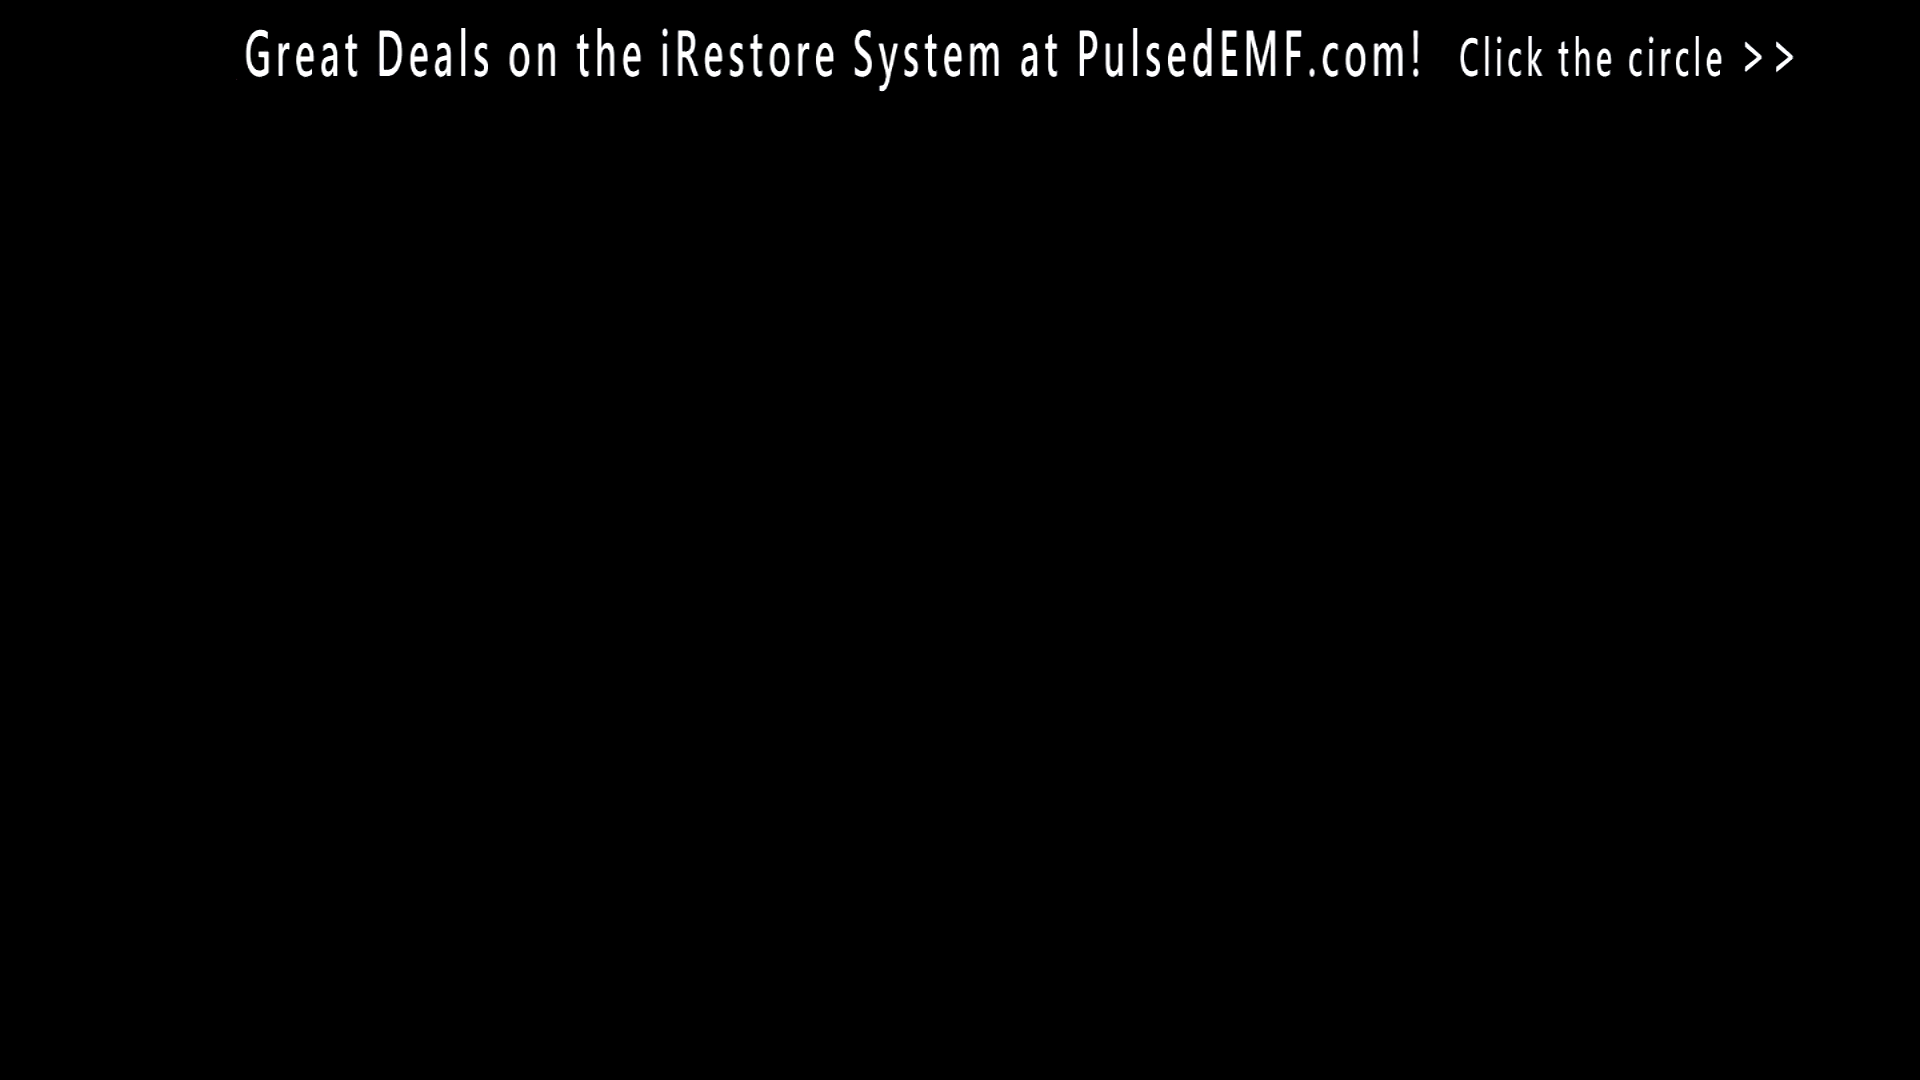 Great Deals on the iRestore System at PulsedEMF.com! Click the circle >>